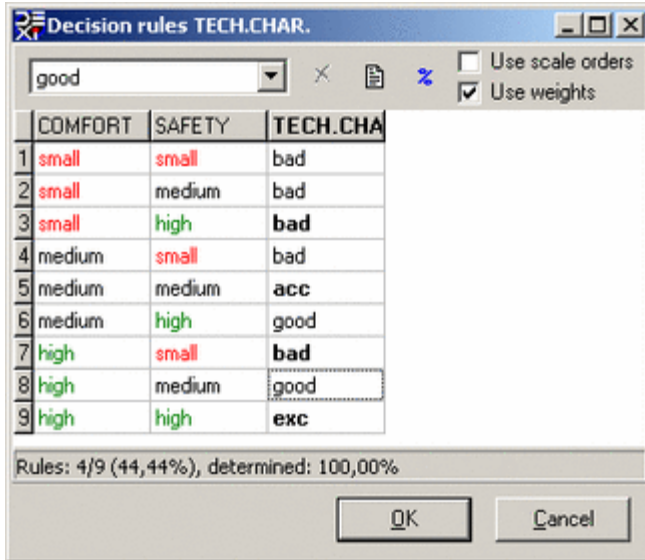 Decision rules TECH.CHAR.
good
Use scale orders
% Use weights
COMFORT SAFETY TECH.CHA
1 small small bad
2 small medium bad
3 small high bad
4 medium small bad
5 medium medium acc
6 medium high good
7 high small bad
8 high medium good
9 high high exc
Rules: 4/9 (44,44%), determined: 100,00%
OK Cancel